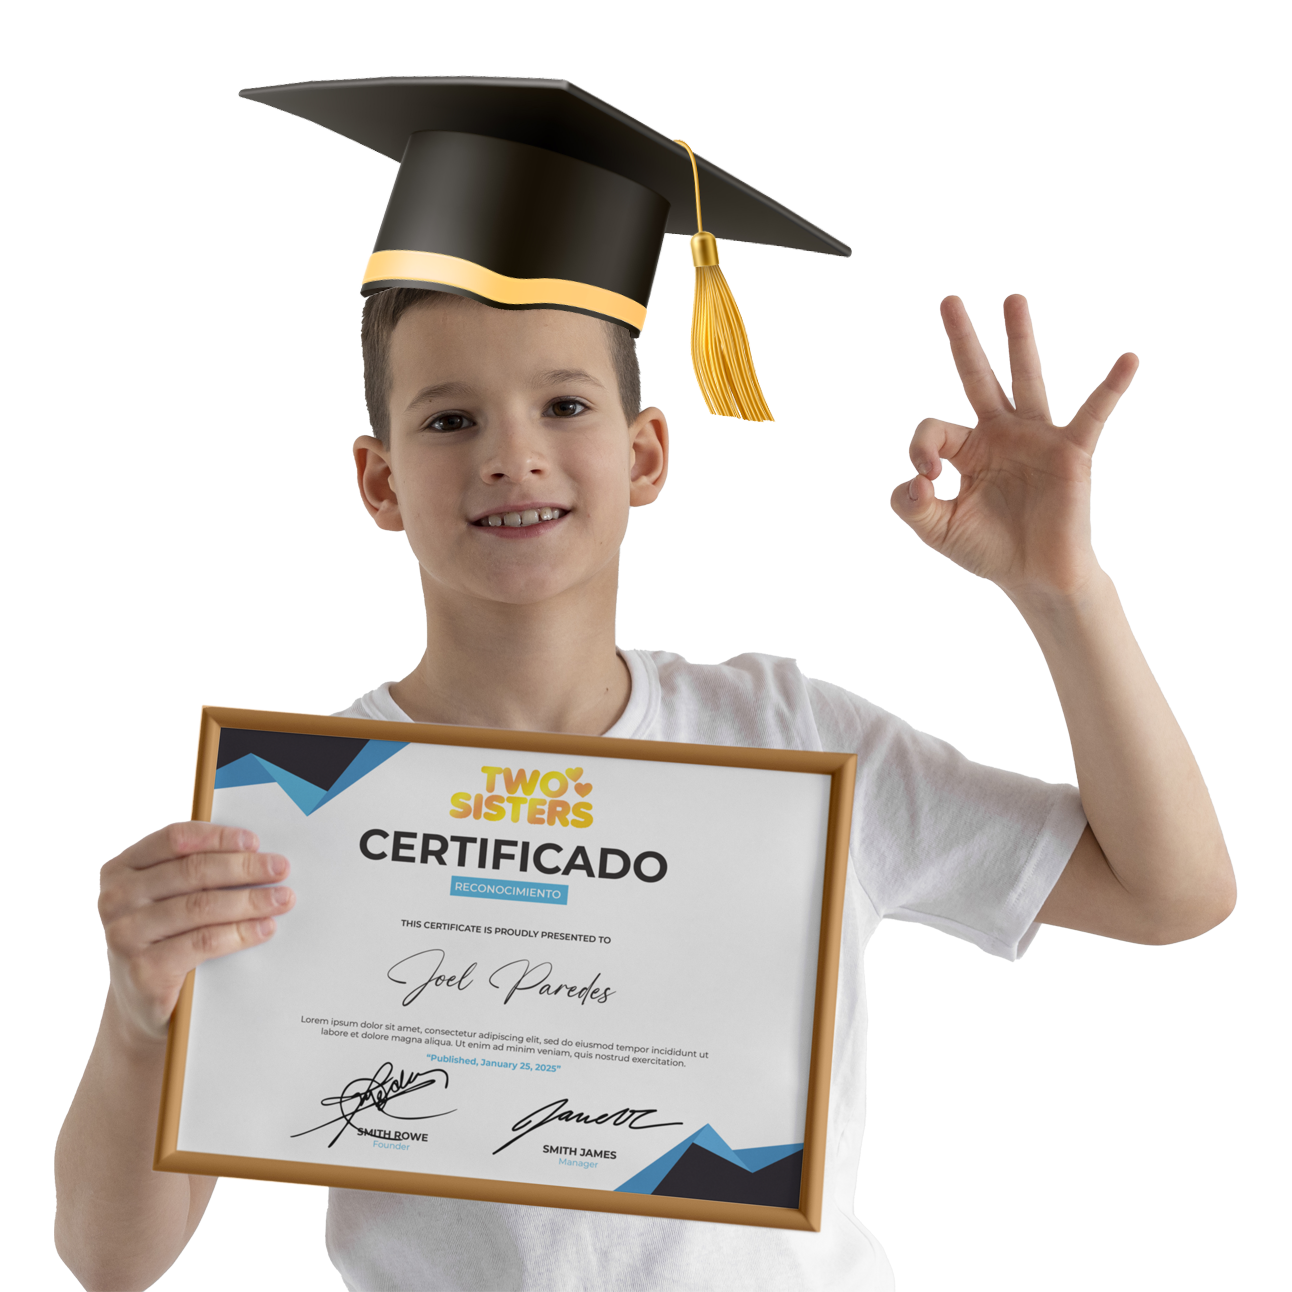 TWO
SISTERS
CERTIFICADO
RECONOCIMIENTO
THIS CERTIFICATE IS PROUDLY PRESENTED TO
Joel Paredes
Lorem ipsum dolor sit amet, consectetur adipiscing elit, sed do eiusmod tempor incididunt ut
labore et dolore magna aliqua. Ut enim ad minim veniam, quis nostrud exercitation.
"Published, January 25, 2025"
SMITH ROWE
Founder
SMITH JAMES
Manager